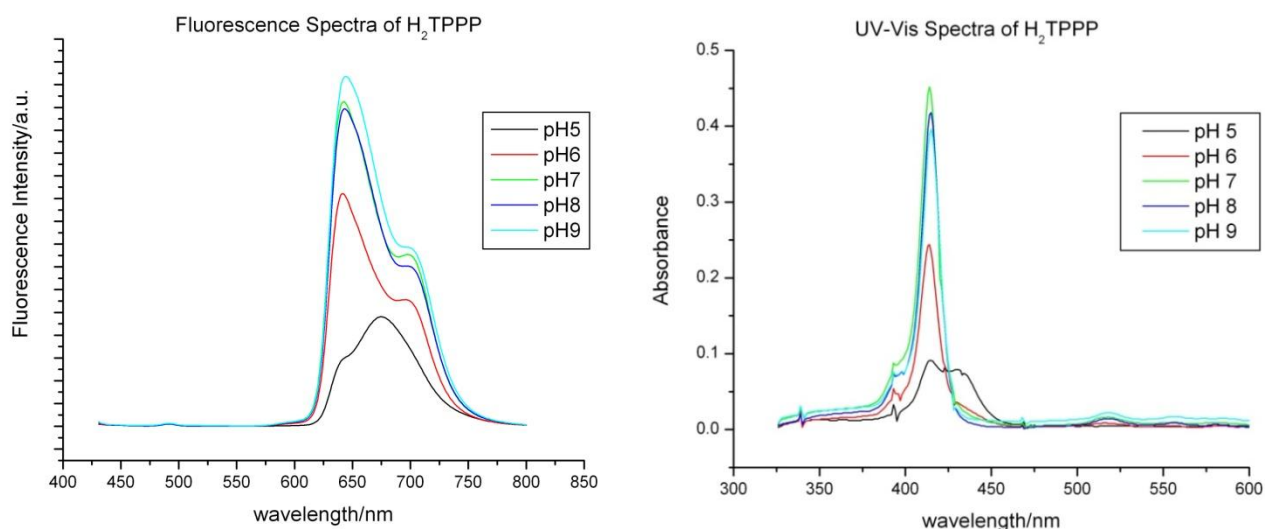 Fluorescence Spectra of H₂TPPP
Fluorescence Intensity/a.u.
pH5
pH6
pH7
pH8
pH9
400 450 500 550 600 650 700 750 800 850
wavelength/nm
UV-Vis Spectra of H₂TPPP
Absorbance
0.5
0.4
0.3
0.2
0.1
0.0
pH 5
pH 6
pH 7
pH 8
pH 9
300 350 400 450 500 550 600
wavelength/nm